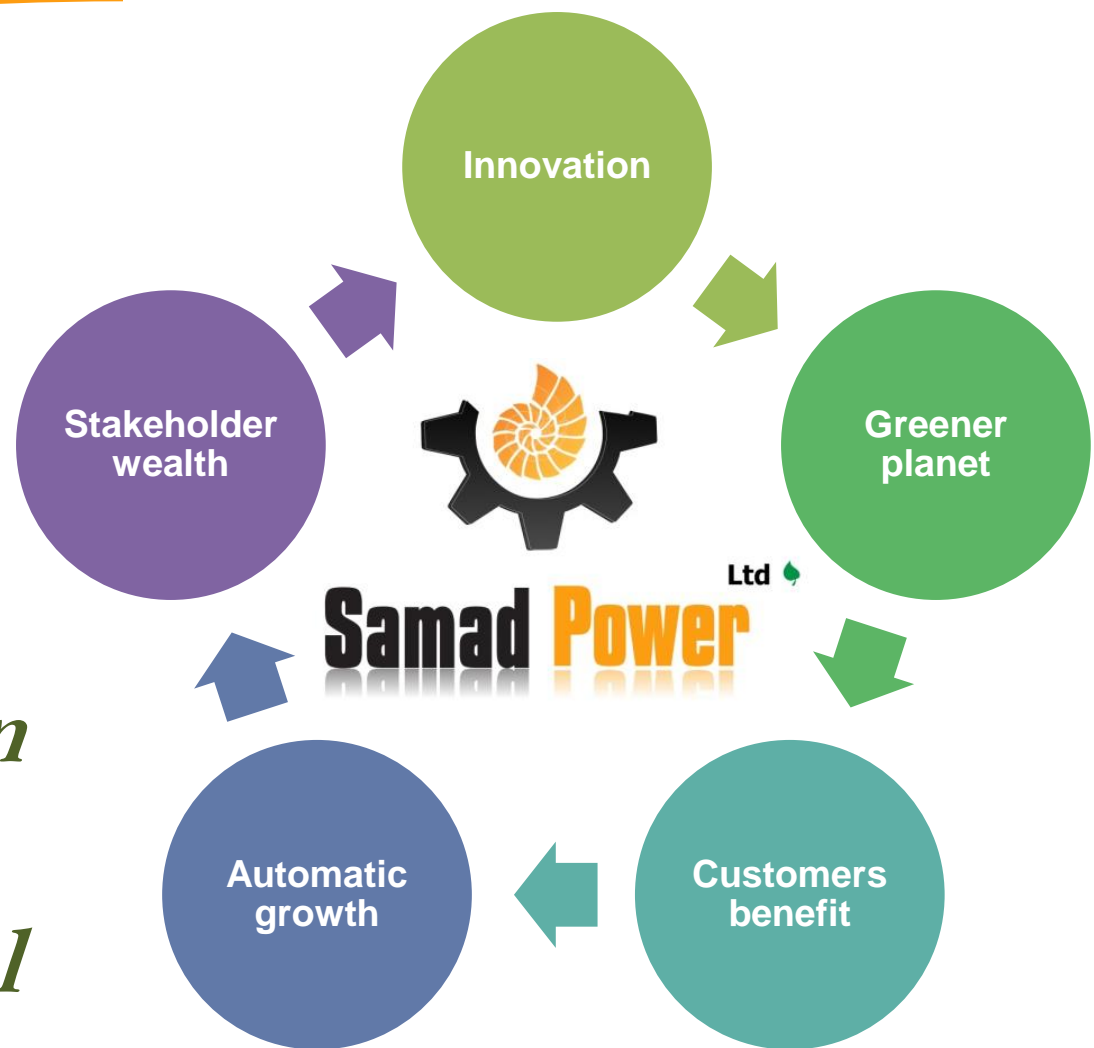 Innovation
Stakeholder
wealth
Greener
planet
Ltd
Samad Power
n
Automatic
growth
Customers
benefit
l